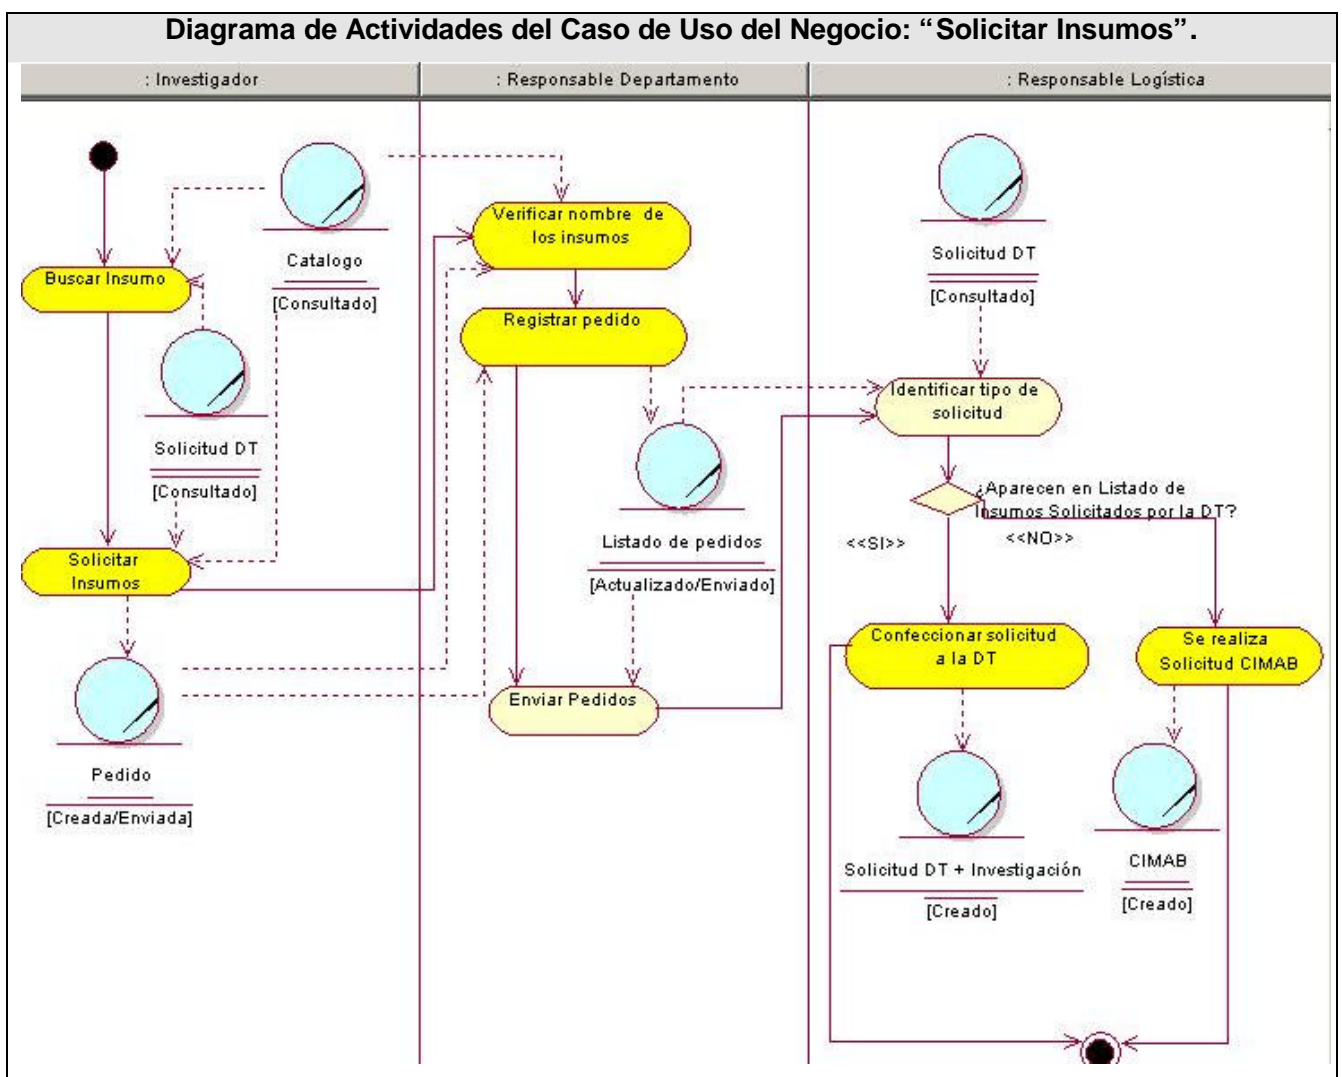 Diagrama de Actividades del Caso de Uso del Negocio: “Solicitar Insumos”.
: Investigador
: Responsable Departamento
: Responsable Logística
Catalogo
[Consultado]
Buscar Insumo
Solicitud DT
[Consultado]
Solicitar
Insumos
Pedido
[Creada/Enviada]
Verificar nombre de
los insumos
Registrar pedido
Listado de pedidos
[Actualizado/Enviado]
Enviar Pedidos
Solicitud DT
[Consultado]
Identificar tipo de
solicitud
¿Aparecen en Listado de
Insumos Solicitados por la DT?
<<SI>>
<<NO>>
Confeccionar solicitud
a la DT
Se realiza
Solicitud CIMAB
Solicitud DT + Investigación
[Creado]
CIMAB
[Creado]